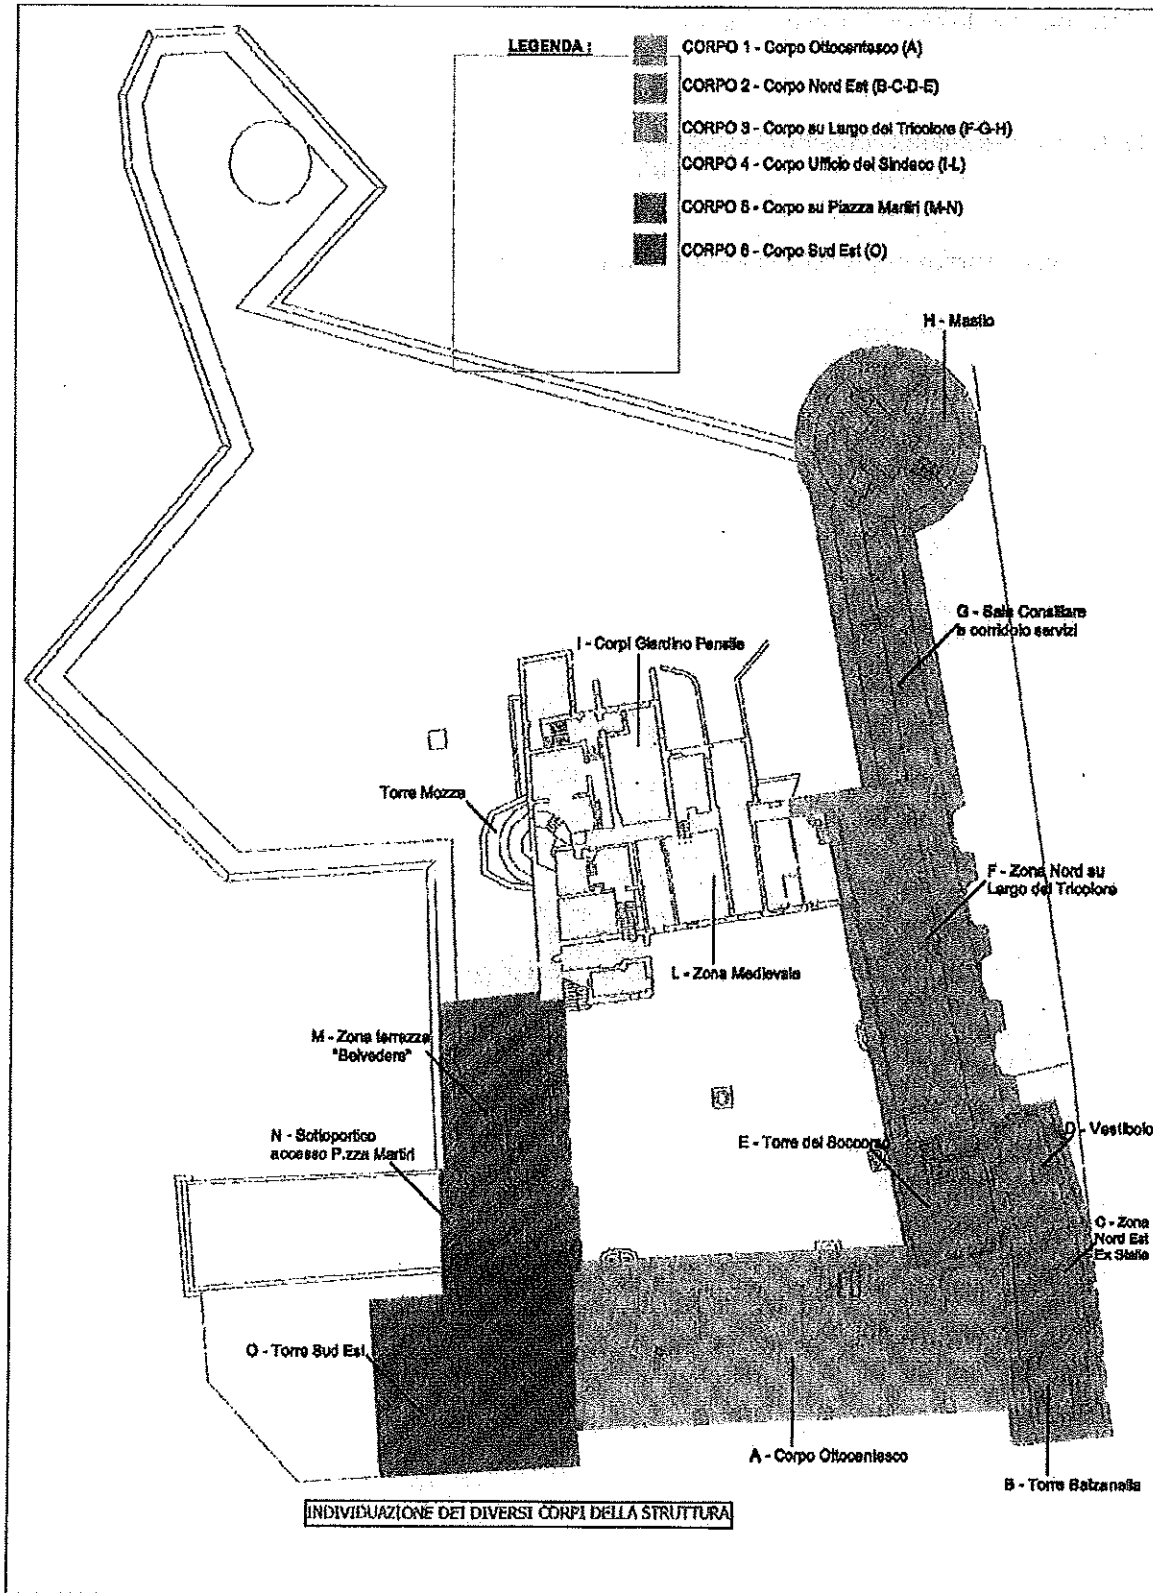 LEGENDA :
CORPO 1 - Corpo Ottocentesco (A)
CORPO 2 - Corpo Nord Est (B-C-D-E)
CORPO 3 - Corpo su Largo del Tricolore (F-G-H)
CORPO 4 - Corpo Ufficio del Sindaco (I-L)
CORPO 5 - Corpo su Piazza Martiri (M-N)
CORPO 6 - Corpo Sud Est (O)
H - Mastio
G - Sala Consiliare
e corridoio servizi
I - Corpi Giardino Pensile
Torre Mozza
F - Zona Nord su
Largo del Tricolore
L - Zona Medievale
M - Zona terrazza
"Belvedere"
N - Sottoportico
accesso P.zza Martiri
E - Torre del Soccorso
D - Vestibolo
C - Zona
Nord Est
Ex Stalle
O - Torre Sud Est
A - Corpo Ottocentesco
B - Torre Balzanella
INDIVIDUAZIONE DEI DIVERSI CORPI DELLA STRUTTURA